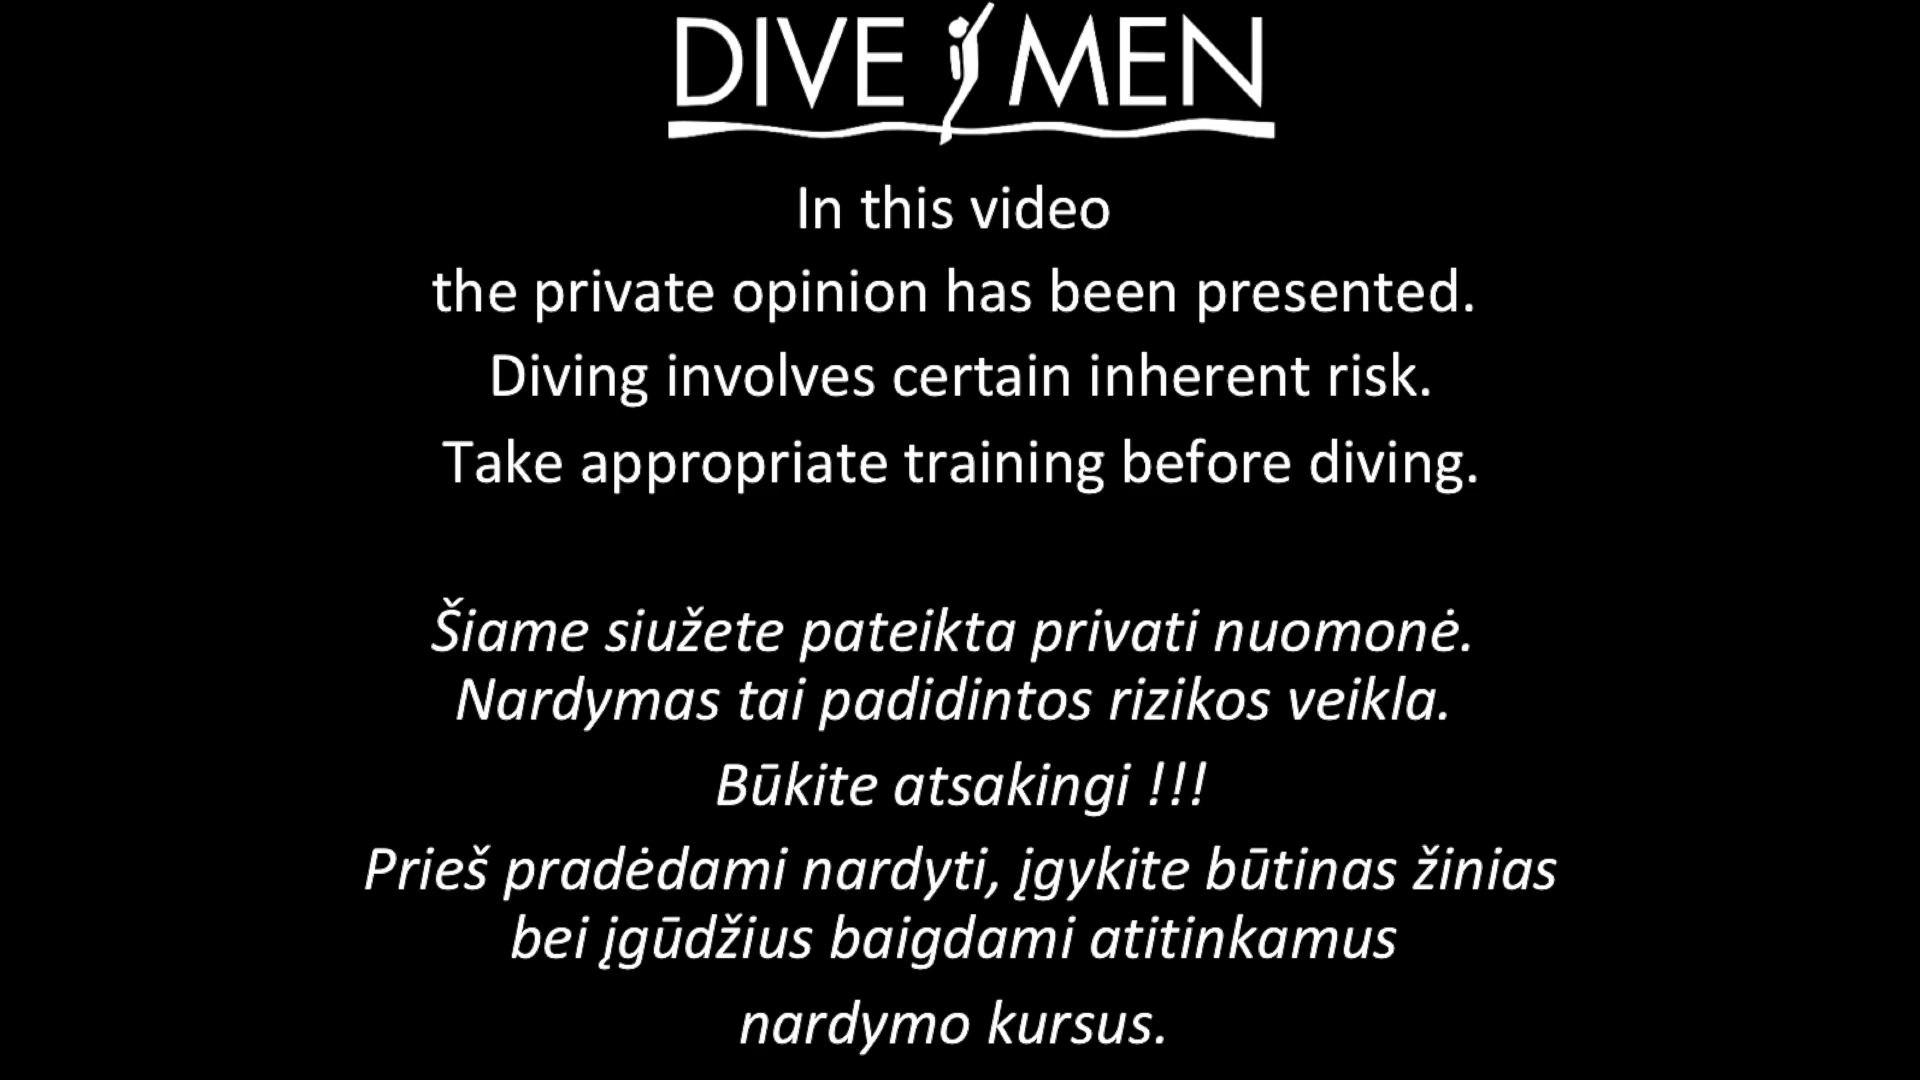 DIVE MEN
In this video
the private opinion has been presented.
Diving involves certain inherent risk.
Take appropriate training before diving.
Šiame siužete pateikta privati nuomonė.
Nardymas tai padidintos rizikos veikla.
Būkite atsakingi !!!
Prieš pradėdami nardyti, įgykite būtinas žinias
bei įgūdžius baigdami atitinkamus
nardymo kursus.